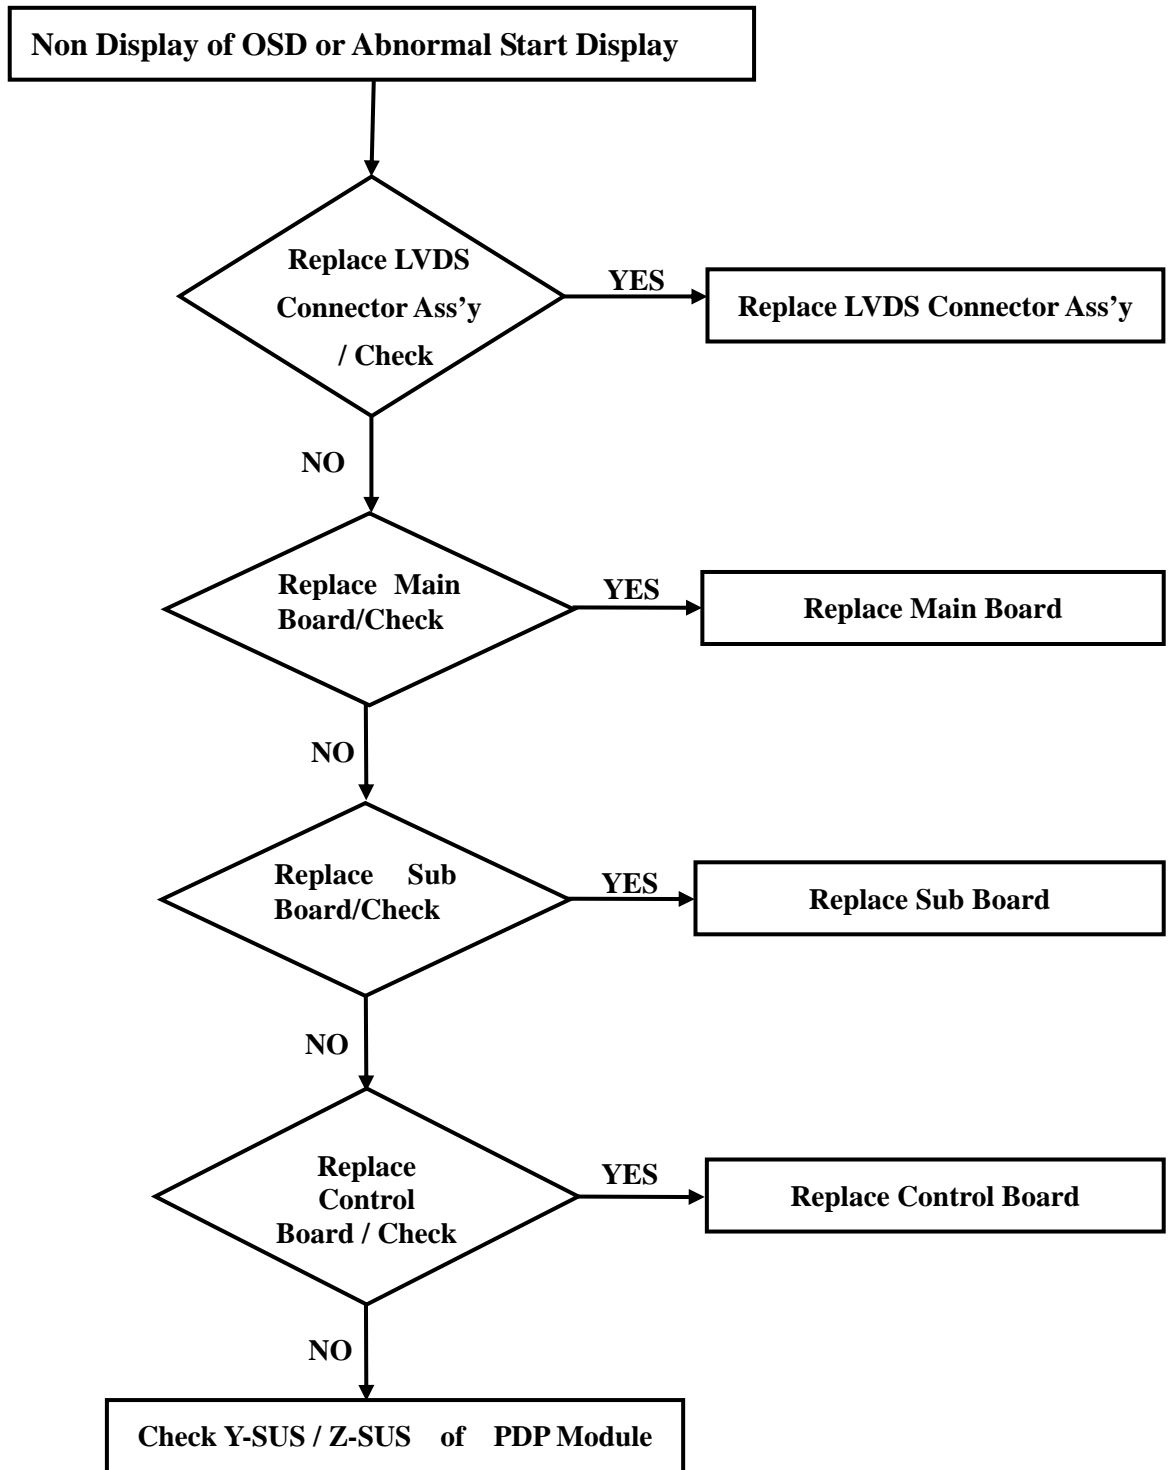 Non Display of OSD or Abnormal Start Display
Replace LVDS
Connector Ass’y
/ Check
YES
Replace LVDS Connector Ass’y
NO
Replace Main
Board/Check
YES
Replace Main Board
NO
Replace Sub
Board/Check
YES
Replace Sub Board
NO
Replace
Control
Board / Check
YES
Replace Control Board
NO
Check Y-SUS / Z-SUS of PDP Module